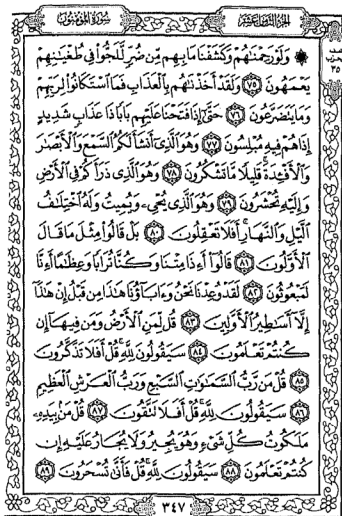 سورة المؤمنون
الجزء الثامن عشر
۞ وَلَوْ رَحِمْنَٰهُمْ وَكَشَفْنَا مَا بِهِم مِّن ضُرٍّ لَّلَجُّوا۟ فِى طُغْيَٰنِهِمْ
يَعْمَهُونَ ٧٥ وَلَقَدْ أَخَذْنَٰهُم بِٱلْعَذَابِ فَمَا ٱسْتَكَانُوا۟ لِرَبِّهِمْ
وَمَا يَتَضَرَّعُونَ ٧٦ حَتَّىٰٓ إِذَا فَتَحْنَا عَلَيْهِم بَابًا ذَا عَذَابٍ شَدِيدٍ
إِذَا هُمْ فِيهِ مُبْلِسُونَ ٧٧ وَهُوَ ٱلَّذِىٓ أَنشَأَ لَكُمُ ٱلسَّمْعَ وَٱلْأَبْصَٰرَ
وَٱلْأَفْـِٔدَةَ قَلِيلًا مَّا تَشْكُرُونَ ٧٨ وَهُوَ ٱلَّذِى ذَرَأَكُمْ فِى ٱلْأَرْضِ
وَإِلَيْهِ تُحْشَرُونَ ٧٩ وَهُوَ ٱلَّذِى يُحْىِۦ وَيُمِيتُ وَلَهُ ٱخْتِلَٰفُ
ٱلَّيْلِ وَٱلنَّهَارِ أَفَلَا تَعْقِلُونَ ٨٠ بَلْ قَالُوا۟ مِثْلَ مَا قَالَ
ٱلْأَوَّلُونَ ٨١ قَالُوٓا۟ أَءِذَا مِتْنَا وَكُنَّا تُرَابًا وَعِظَٰمًا أَءِنَّا
لَمَبْعُوثُونَ ٨٢ لَقَدْ وُعِدْنَا نَحْنُ وَءَابَآؤُنَا هَٰذَا مِن قَبْلُ إِنْ هَٰذَآ
إِلَّآ أَسَٰطِيرُ ٱلْأَوَّلِينَ ٨٣ قُل لِّمَنِ ٱلْأَرْضُ وَمَن فِيهَآ إِن
كُنتُمْ تَعْلَمُونَ ٨٤ سَيَقُولُونَ لِلَّهِ قُلْ أَفَلَا تَذَكَّرُونَ
٨٥ قُلْ مَن رَّبُّ ٱلسَّمَٰوَٰتِ ٱلسَّبْعِ وَرَبُّ ٱلْعَرْشِ ٱلْعَظِيمِ
٨٦ سَيَقُولُونَ لِلَّهِ قُلْ أَفَلَا تَتَّقُونَ ٨٧ قُلْ مَنۢ بِيَدِهِۦ
مَلَكُوتُ كُلِّ شَىْءٍ وَهُوَ يُجِيرُ وَلَا يُجَارُ عَلَيْهِ إِن
كُنتُمْ تَعْلَمُونَ ٨٨ سَيَقُولُونَ لِلَّهِ قُلْ فَأَنَّىٰ تُسْحَرُونَ ٨٩
٣٤٧